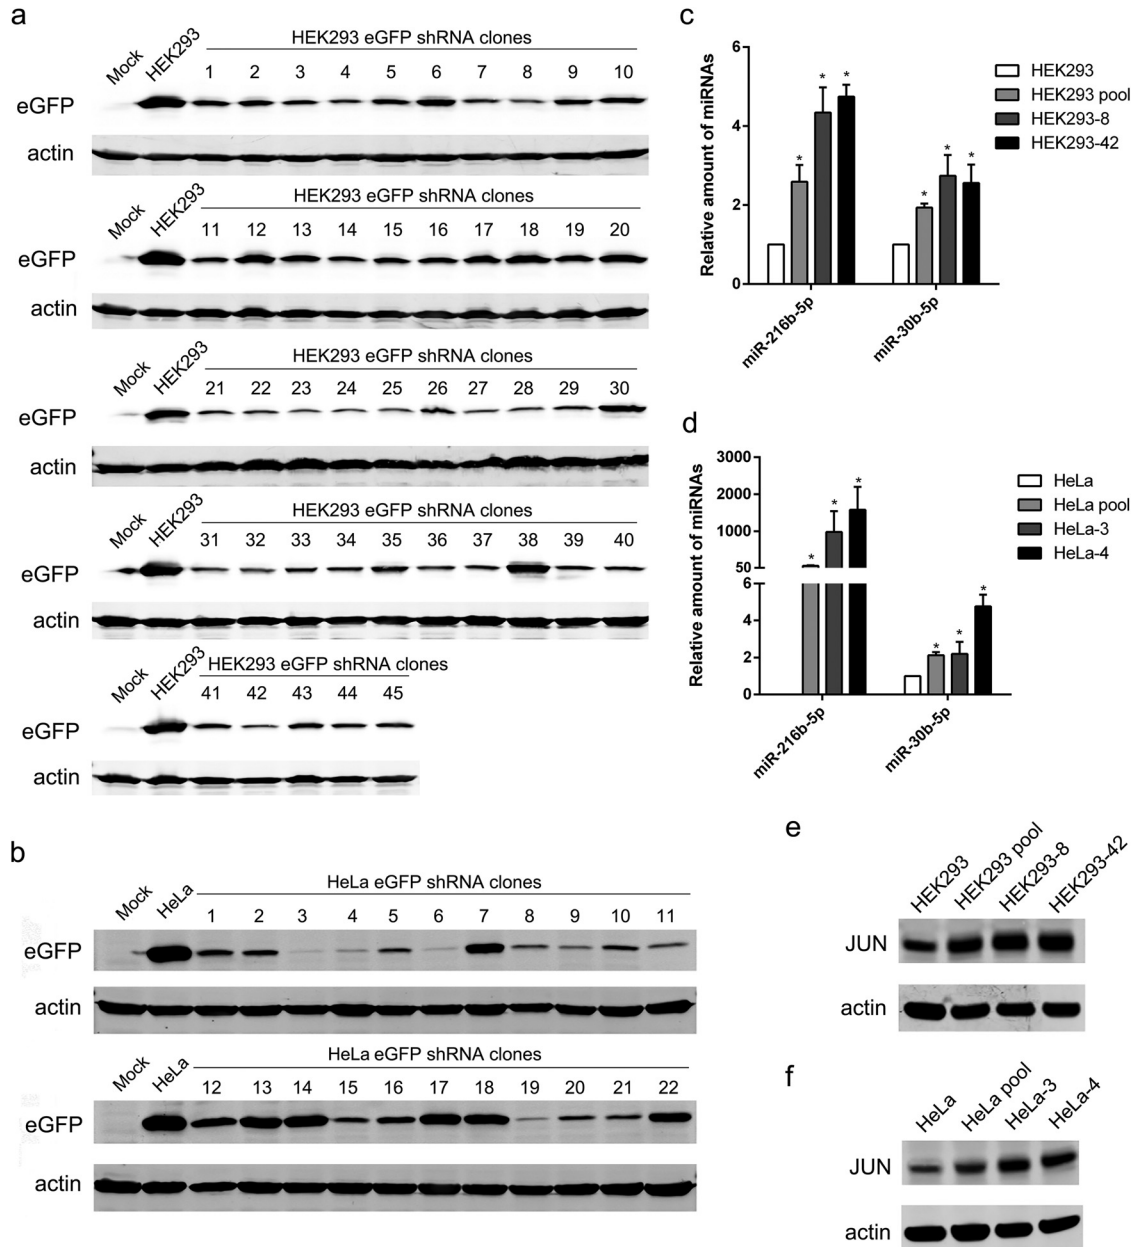 a
HEK293 eGFP shRNA clones
Mock HEK293 1 2 3 4 5 6 7 8 9 10
eGFP
actin
HEK293 eGFP shRNA clones
Mock HEK293 11 12 13 14 15 16 17 18 19 20
eGFP
actin
HEK293 eGFP shRNA clones
Mock HEK293 21 22 23 24 25 26 27 28 29 30
eGFP
actin
HEK293 eGFP shRNA clones
Mock HEK293 31 32 33 34 35 36 37 38 39 40
eGFP
actin
HEK293 eGFP shRNA clones
Mock HEK293 41 42 43 44 45
eGFP
actin
b
HeLa eGFP shRNA clones
Mock HeLa 1 2 3 4 5 6 7 8 9 10 11
eGFP
actin
HeLa eGFP shRNA clones
Mock HeLa 12 13 14 15 16 17 18 19 20 21 22
eGFP
actin
c
Relative amount of miRNAs
6
4
2
0
* * * * * *
miR-216b-5p miR-30b-5p
HEK293
HEK293 pool
HEK293-8
HEK293-42
d
Relative amount of miRNAs
3000
2000
1000
50
6
4
2
0
* * * * * *
miR-216b-5p miR-30b-5p
HeLa
HeLa pool
HeLa-3
HeLa-4
e
HEK293 HEK293 pool HEK293-8 HEK293-42
JUN
actin
f
HeLa HeLa pool HeLa-3 HeLa-4
JUN
actin